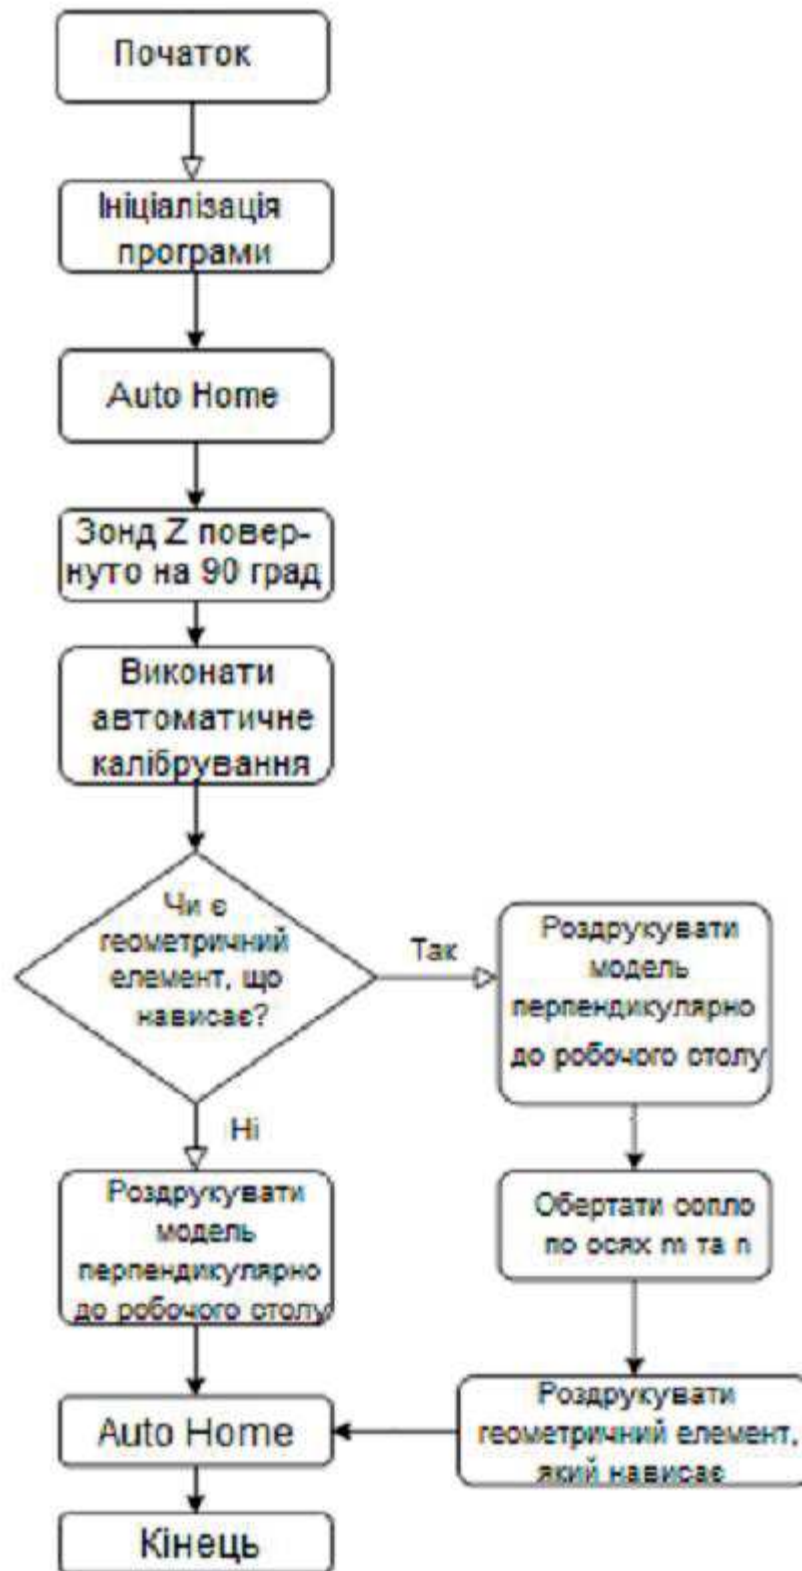 Початок
Ініціалізація
програми
Auto Home
Зонд Z повер-
нуто на 90 град
Виконати
автоматичне
калібрування
Чи є
геометричний
елемент, що
нависає?
Так
Роздрукувати
модель
перпендикулярно
до робочого столу
Ні
Роздрукувати
модель
перпендикулярно
до робочого столу
Обертати сопло
по осях m та n
Роздрукувати
геометричний елемент,
який нависає
Auto Home
Кінець